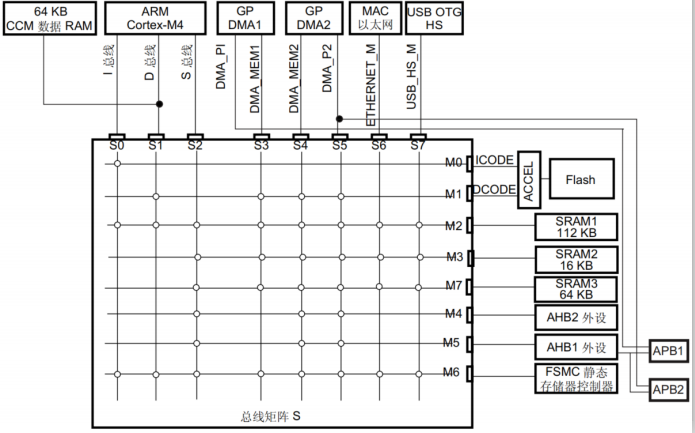 64 KB
CCM 数据 RAM
ARM
Cortex-M4
GP
DMA1
GP
DMA2
MAC
以太网
USB OTG
HS
I 总线
D 总线
S 总线
DMA_PI
DMA_MEM1
DMA_MEM2
DMA_P2
ETHERNET_M
USB_HS_M
S0
S1
S2
S3
S4
S5
S6
S7
M0
ICODE
M1
DCODE
ACCEL
Flash
M2
SRAM1
112 KB
M3
SRAM2
16 KB
M7
SRAM3
64 KB
M4
AHB2 外设
M5
AHB1 外设
APB1
M6
FSMC 静态
存储器控制器
APB2
总线矩阵 S